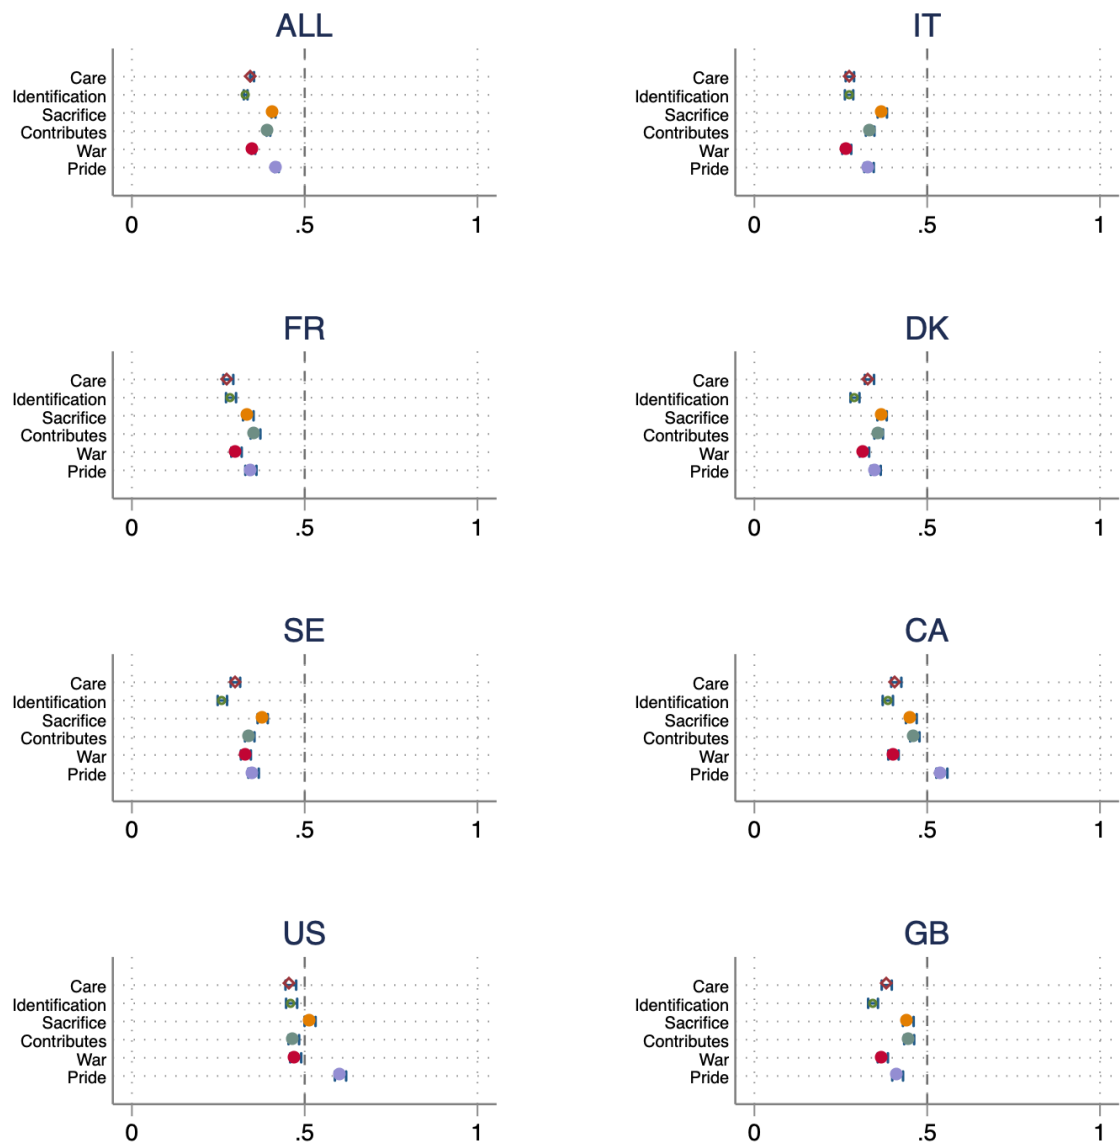 ALL
Care
Identification
Sacrifice
Contributes
War
Pride
0 .5 1
IT
Care
Identification
Sacrifice
Contributes
War
Pride
0 .5 1
FR
Care
Identification
Sacrifice
Contributes
War
Pride
0 .5 1
DK
Care
Identification
Sacrifice
Contributes
War
Pride
0 .5 1
SE
Care
Identification
Sacrifice
Contributes
War
Pride
0 .5 1
CA
Care
Identification
Sacrifice
Contributes
War
Pride
0 .5 1
US
Care
Identification
Sacrifice
Contributes
War
Pride
0 .5 1
GB
Care
Identification
Sacrifice
Contributes
War
Pride
0 .5 1